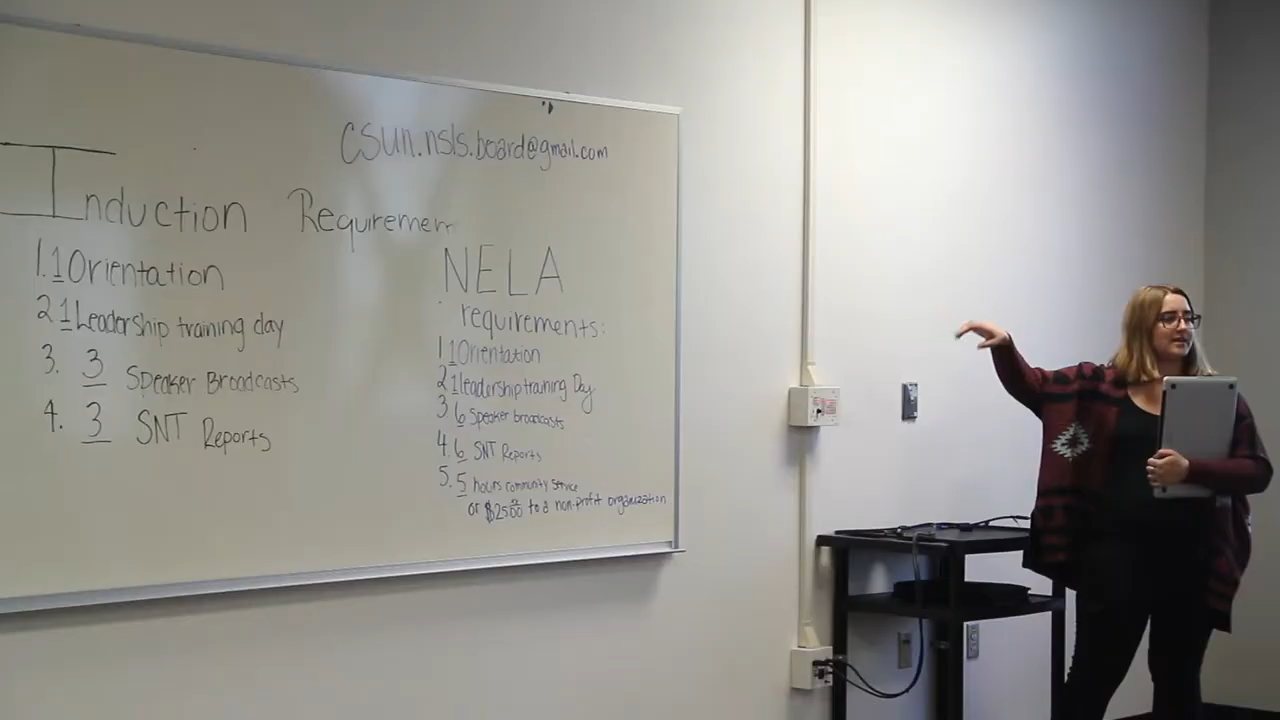 csun.nsls.board@gmail.com
Induction Requiremen
1. 1 Orientation
2 1 Leadership training day
3. 3 Speaker Broadcasts
4. 3 SNT Reports
NELA
requirements:
1 1 Orientation
2 1 leadership training Day
3 6 Speaker broadcasts
4. 6 SNT Reports
5. 5 hours community service
or $25.00 to a non-profit organization